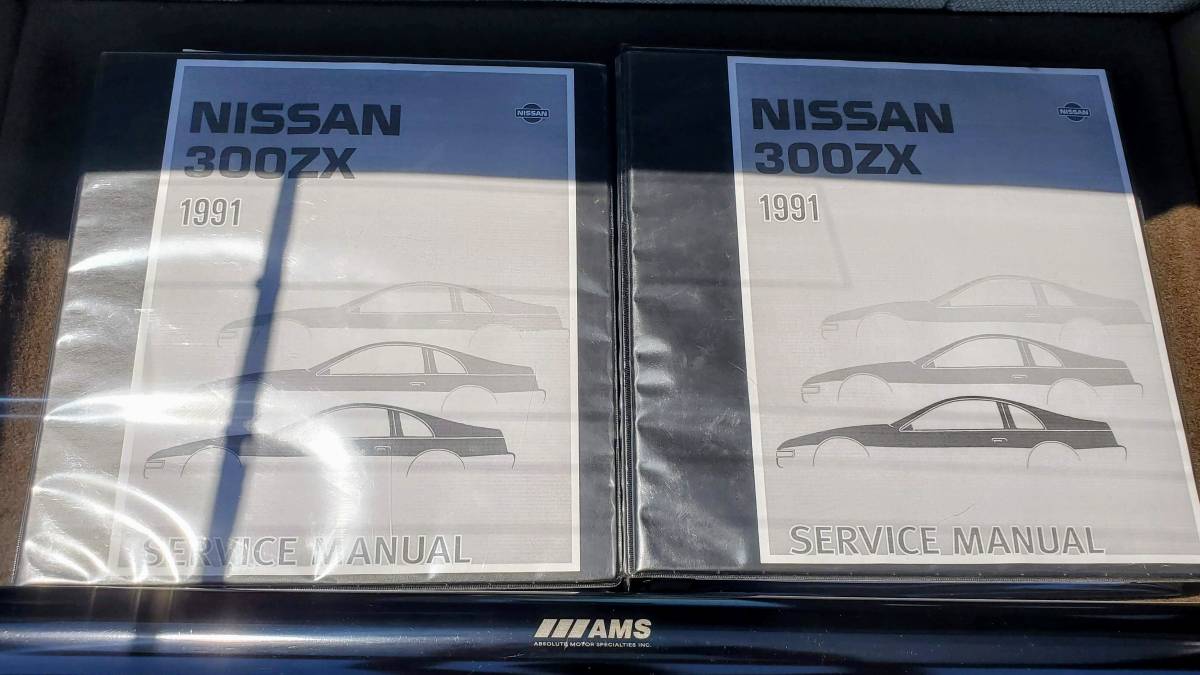 NISSAN
300ZX
1991
NISSAN
SERVICE MANUAL
NISSAN
300ZX
1991
NISSAN
SERVICE MANUAL
AMS
ABSOLUTE MOTOR SPECIALTIES INC.